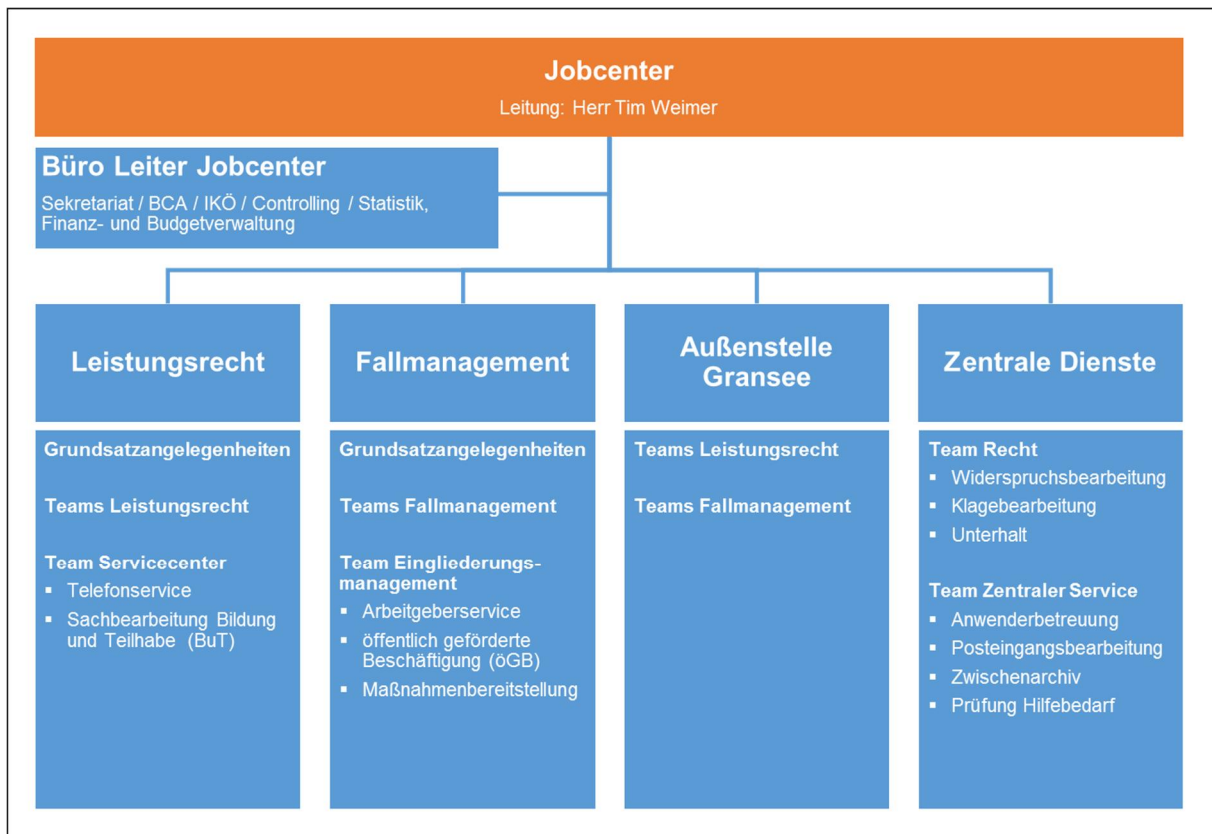 Jobcenter
Leitung: Herr Tim Weimer
Büro Leiter Jobcenter
Sekretariat / BCA / IKÖ / Controlling / Statistik,
Finanz- und Budgetverwaltung
Leistungsrecht
Grundsatzangelegenheiten
Teams Leistungsrecht
Team Servicecenter
▪ Telefonservice
▪ Sachbearbeitung Bildung
und Teilhabe (BuT)
Fallmanagement
Grundsatzangelegenheiten
Teams Fallmanagement
Team Eingliederungs-
management
▪ Arbeitgeberservice
▪ öffentlich geförderte
Beschäftigung (öGB)
▪ Maßnahmenbereitstellung
Außenstelle
Gransee
Teams Leistungsrecht
Teams Fallmanagement
Zentrale Dienste
Team Recht
▪ Widerspruchsbearbeitung
▪ Klagebearbeitung
▪ Unterhalt
Team Zentraler Service
▪ Anwenderbetreuung
▪ Posteingangsbearbeitung
▪ Zwischenarchiv
▪ Prüfung Hilfebedarf